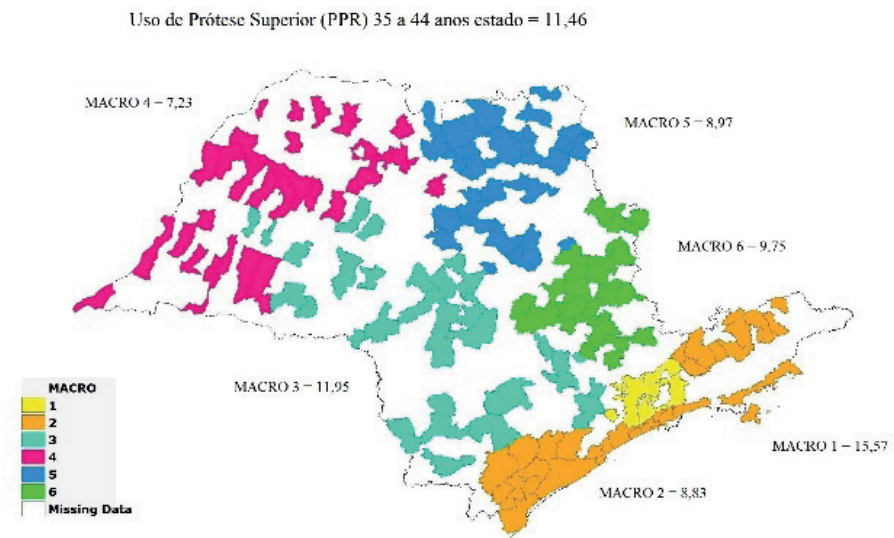 Uso de Prótese Superior (PPR) 35 a 44 anos estado = 11,46
MACRO 4 = 7,23
MACRO 5 = 8,97
MACRO 6 = 9,75
MACRO 3 = 11,95
MACRO 1 = 15,57
MACRO 2 = 8,83
MACRO
1
2
3
4
5
6
Missing Data